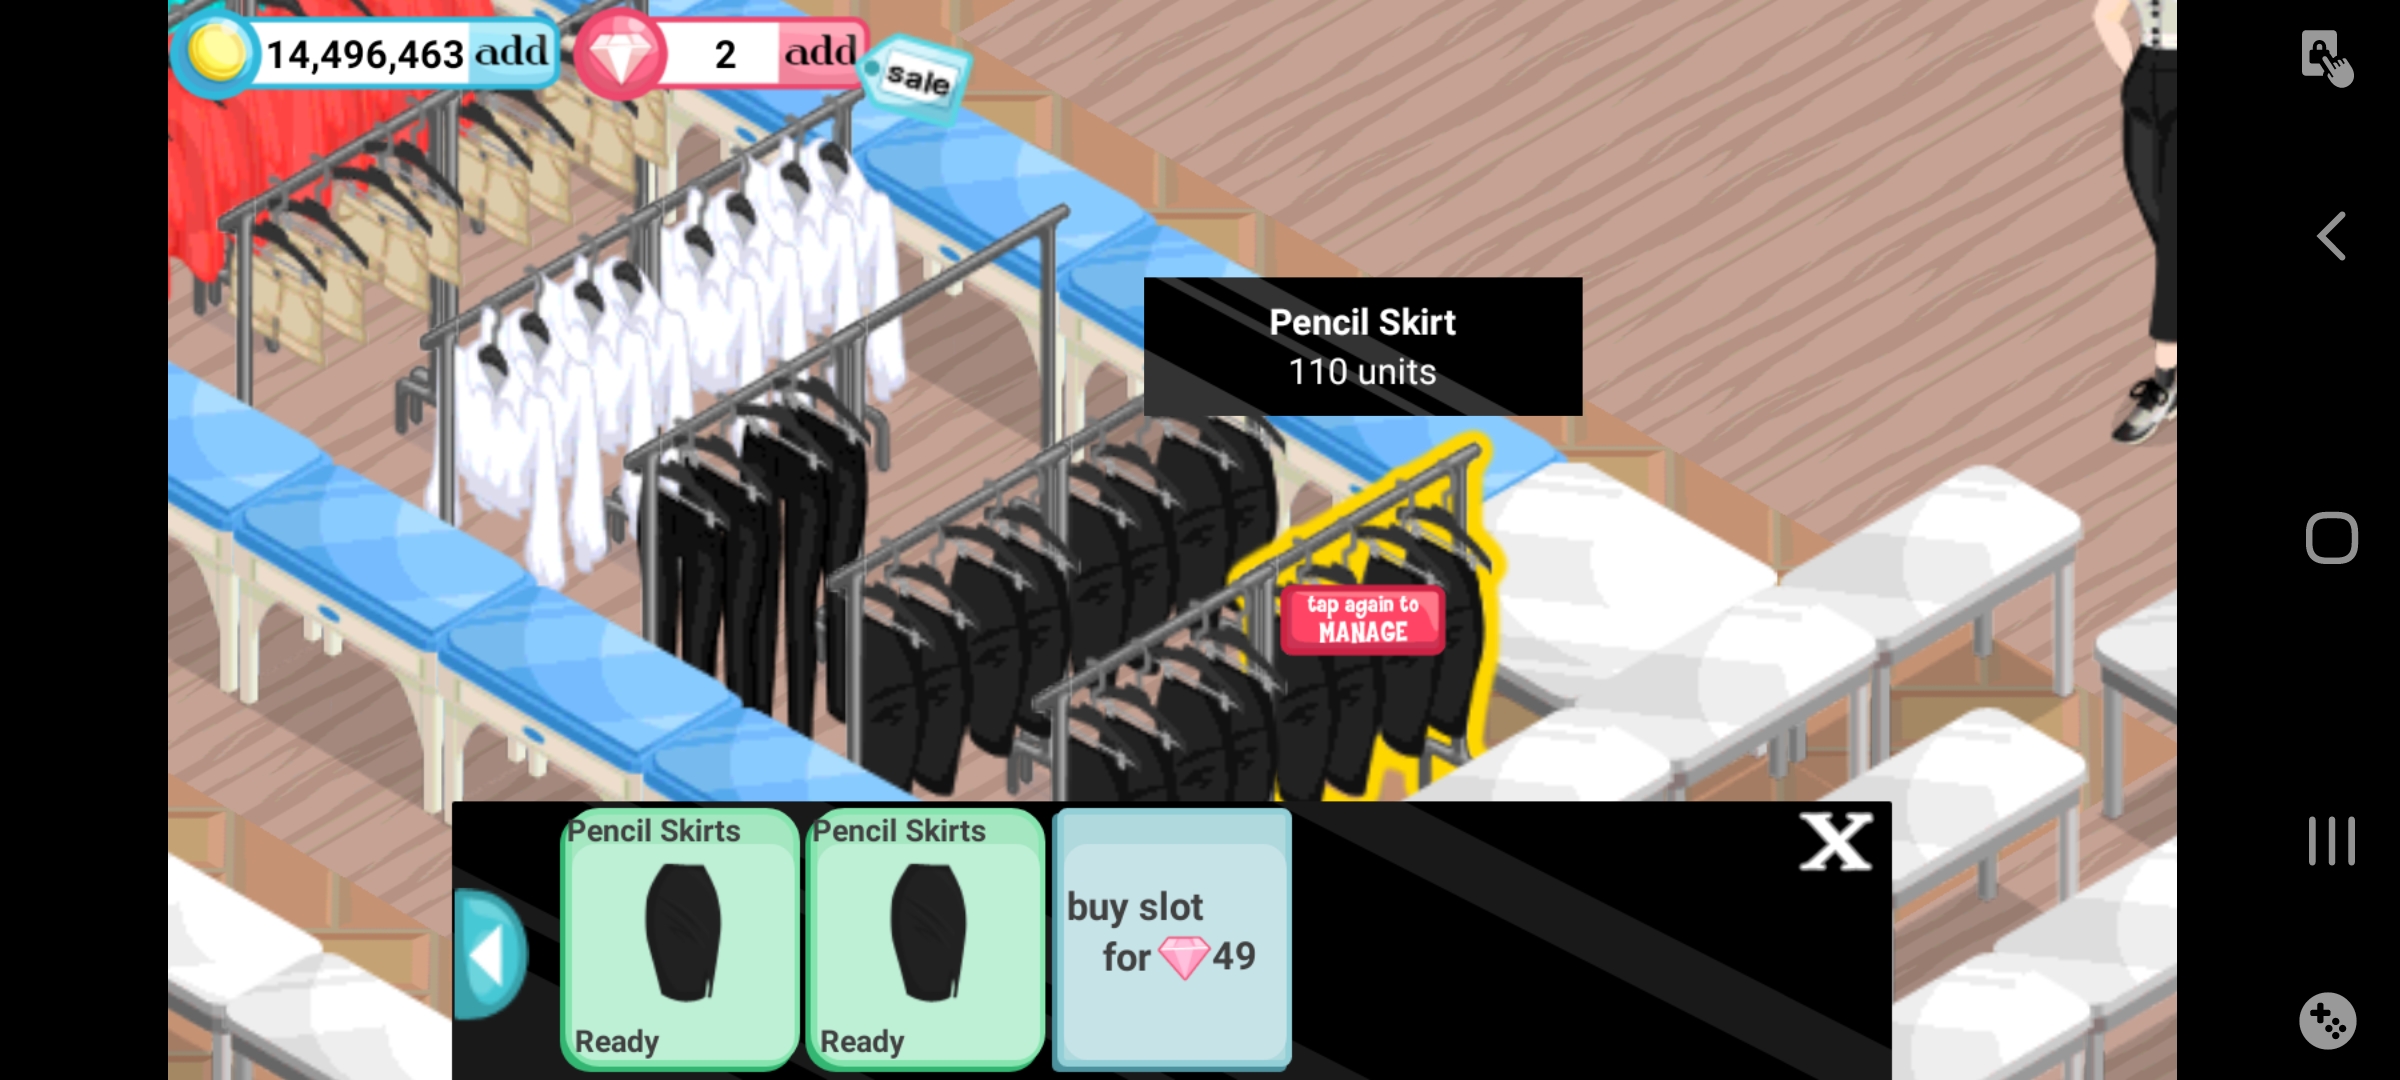 14,496,463 add
2 add
sale
Pencil Skirt
110 units
tap again to
MANAGE
Pencil Skirts
Ready
Pencil Skirts
Ready
buy slot
for 49
X